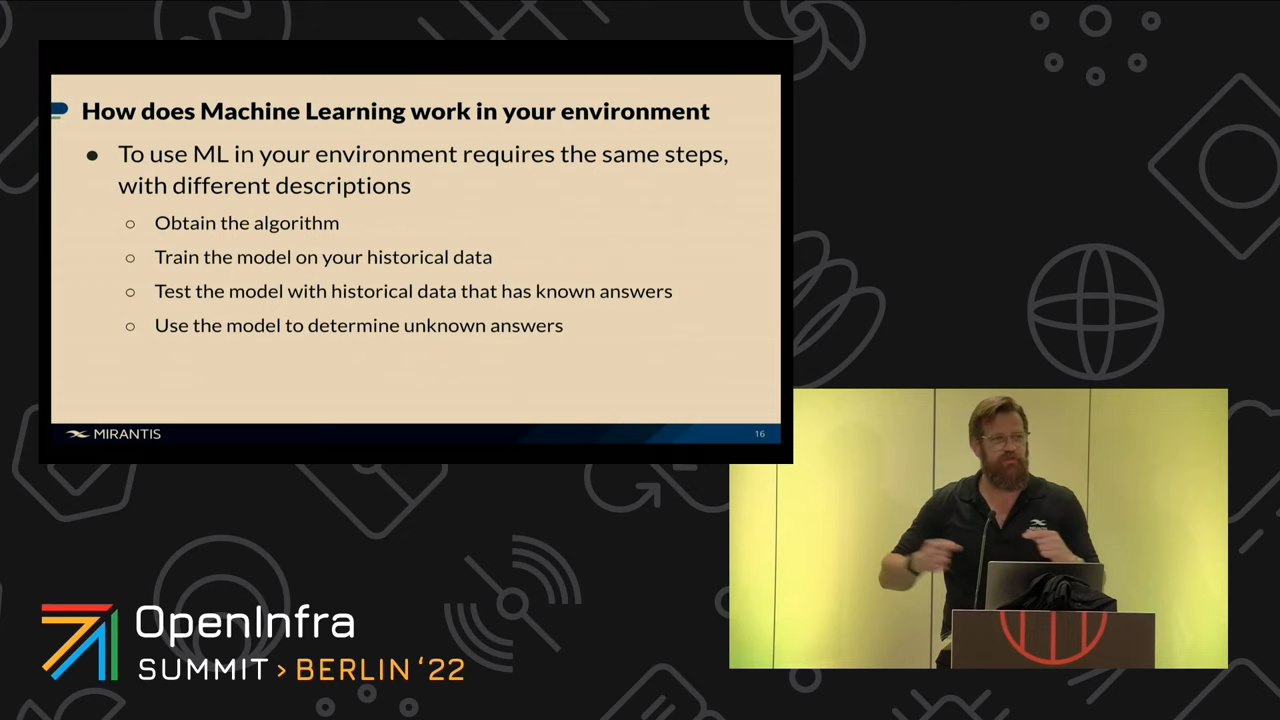 How does Machine Learning work in your environment
● To use ML in your environment requires the same steps,
with different descriptions
○ Obtain the algorithm
○ Train the model on your historical data
○ Test the model with historical data that has known answers
○ Use the model to determine unknown answers
MIRANTIS
16
OpenInfra
SUMMIT > BERLIN ‘22